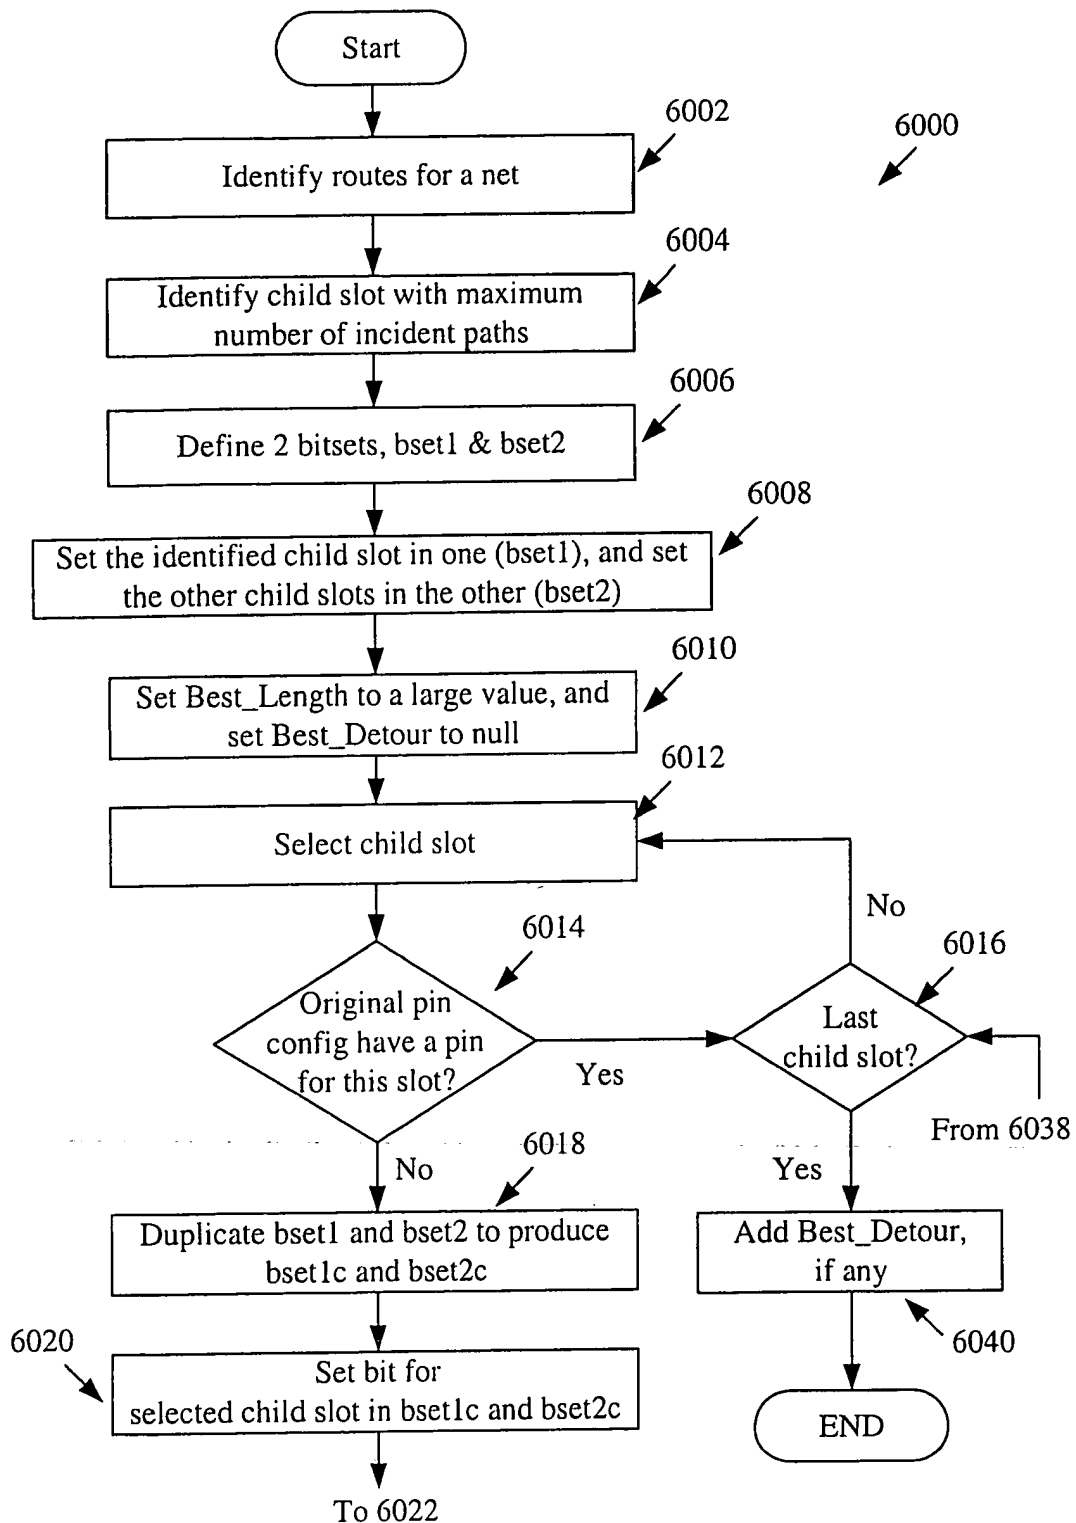 Start
6002
6000
Identify routes for a net
6004
Identify child slot with maximum
number of incident paths
6006
Define 2 bitsets, bset1 & bset2
6008
Set the identified child slot in one (bset1), and set
the other child slots in the other (bset2)
6010
Set Best_Length to a large value, and
set Best_Detour to null
6012
Select child slot
No
6014
6016
Original pin
config have a pin
for this slot?
Yes
Last
child slot?
From 6038
No
6018
Yes
Duplicate bset1 and bset2 to produce
bset1c and bset2c
Add Best_Detour,
if any
6020
6040
Set bit for
selected child slot in bset1c and bset2c
END
To 6022